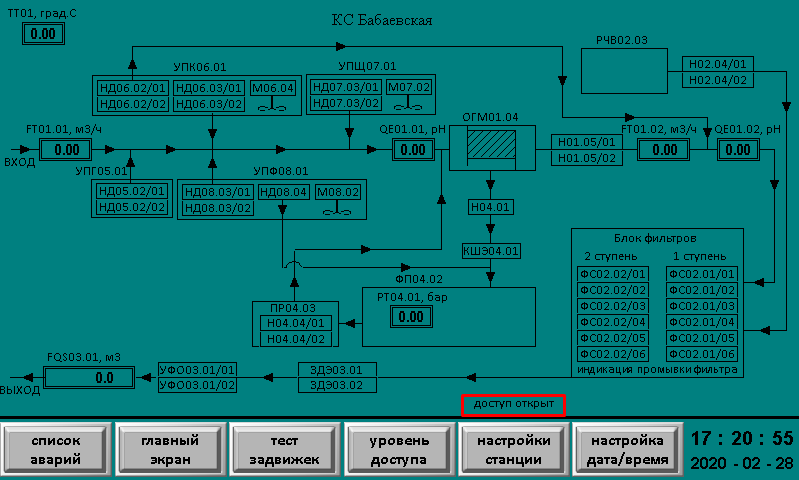 TT01, град.С
0.00
КС Бабаевская
РЧВ02.03
УПК06.01
УПЩ07.01
НД06.02/01
НД06.02/02
НД06.03/01
НД06.03/02
М06.04
НД07.03/01
НД07.03/02
М07.02
Н02.04/01
Н02.04/02
ОГМ01.04
FT01.01, м3/ч
0.00
QE01.01, pH
0.00
Н01.05/01
Н01.05/02
FT01.02, м3/ч
0.00
QE01.02, pH
0.00
ВХОД
УПГ05.01
НД05.02/01
НД05.02/02
УПФ08.01
НД08.03/01
НД08.03/02
НД08.04
М08.02
Н04.01
КШЭ04.01
Блок фильтров
2 ступень
1 ступень
ФС02.02/01
ФС02.01/01
ФС02.02/02
ФС02.01/02
ФС02.02/03
ФС02.01/03
ФС02.02/04
ФС02.01/04
ФС02.02/05
ФС02.01/05
ФС02.02/06
ФС02.01/06
индикация промывки фильтра
ФП04.02
PT04.01, бар
0.00
ПР04.03
Н04.04/01
Н04.04/02
FQS03.01, м3
0.0
УФО03.01/01
УФО03.01/02
ЗДЭ03.01
ЗДЭ03.02
ВЫХОД
доступ открыт
список
аварий
главный
экран
тест
задвижек
уровень
доступа
настройки
станции
настройка
дата/время
17 : 20 : 55
2020 - 02 - 28